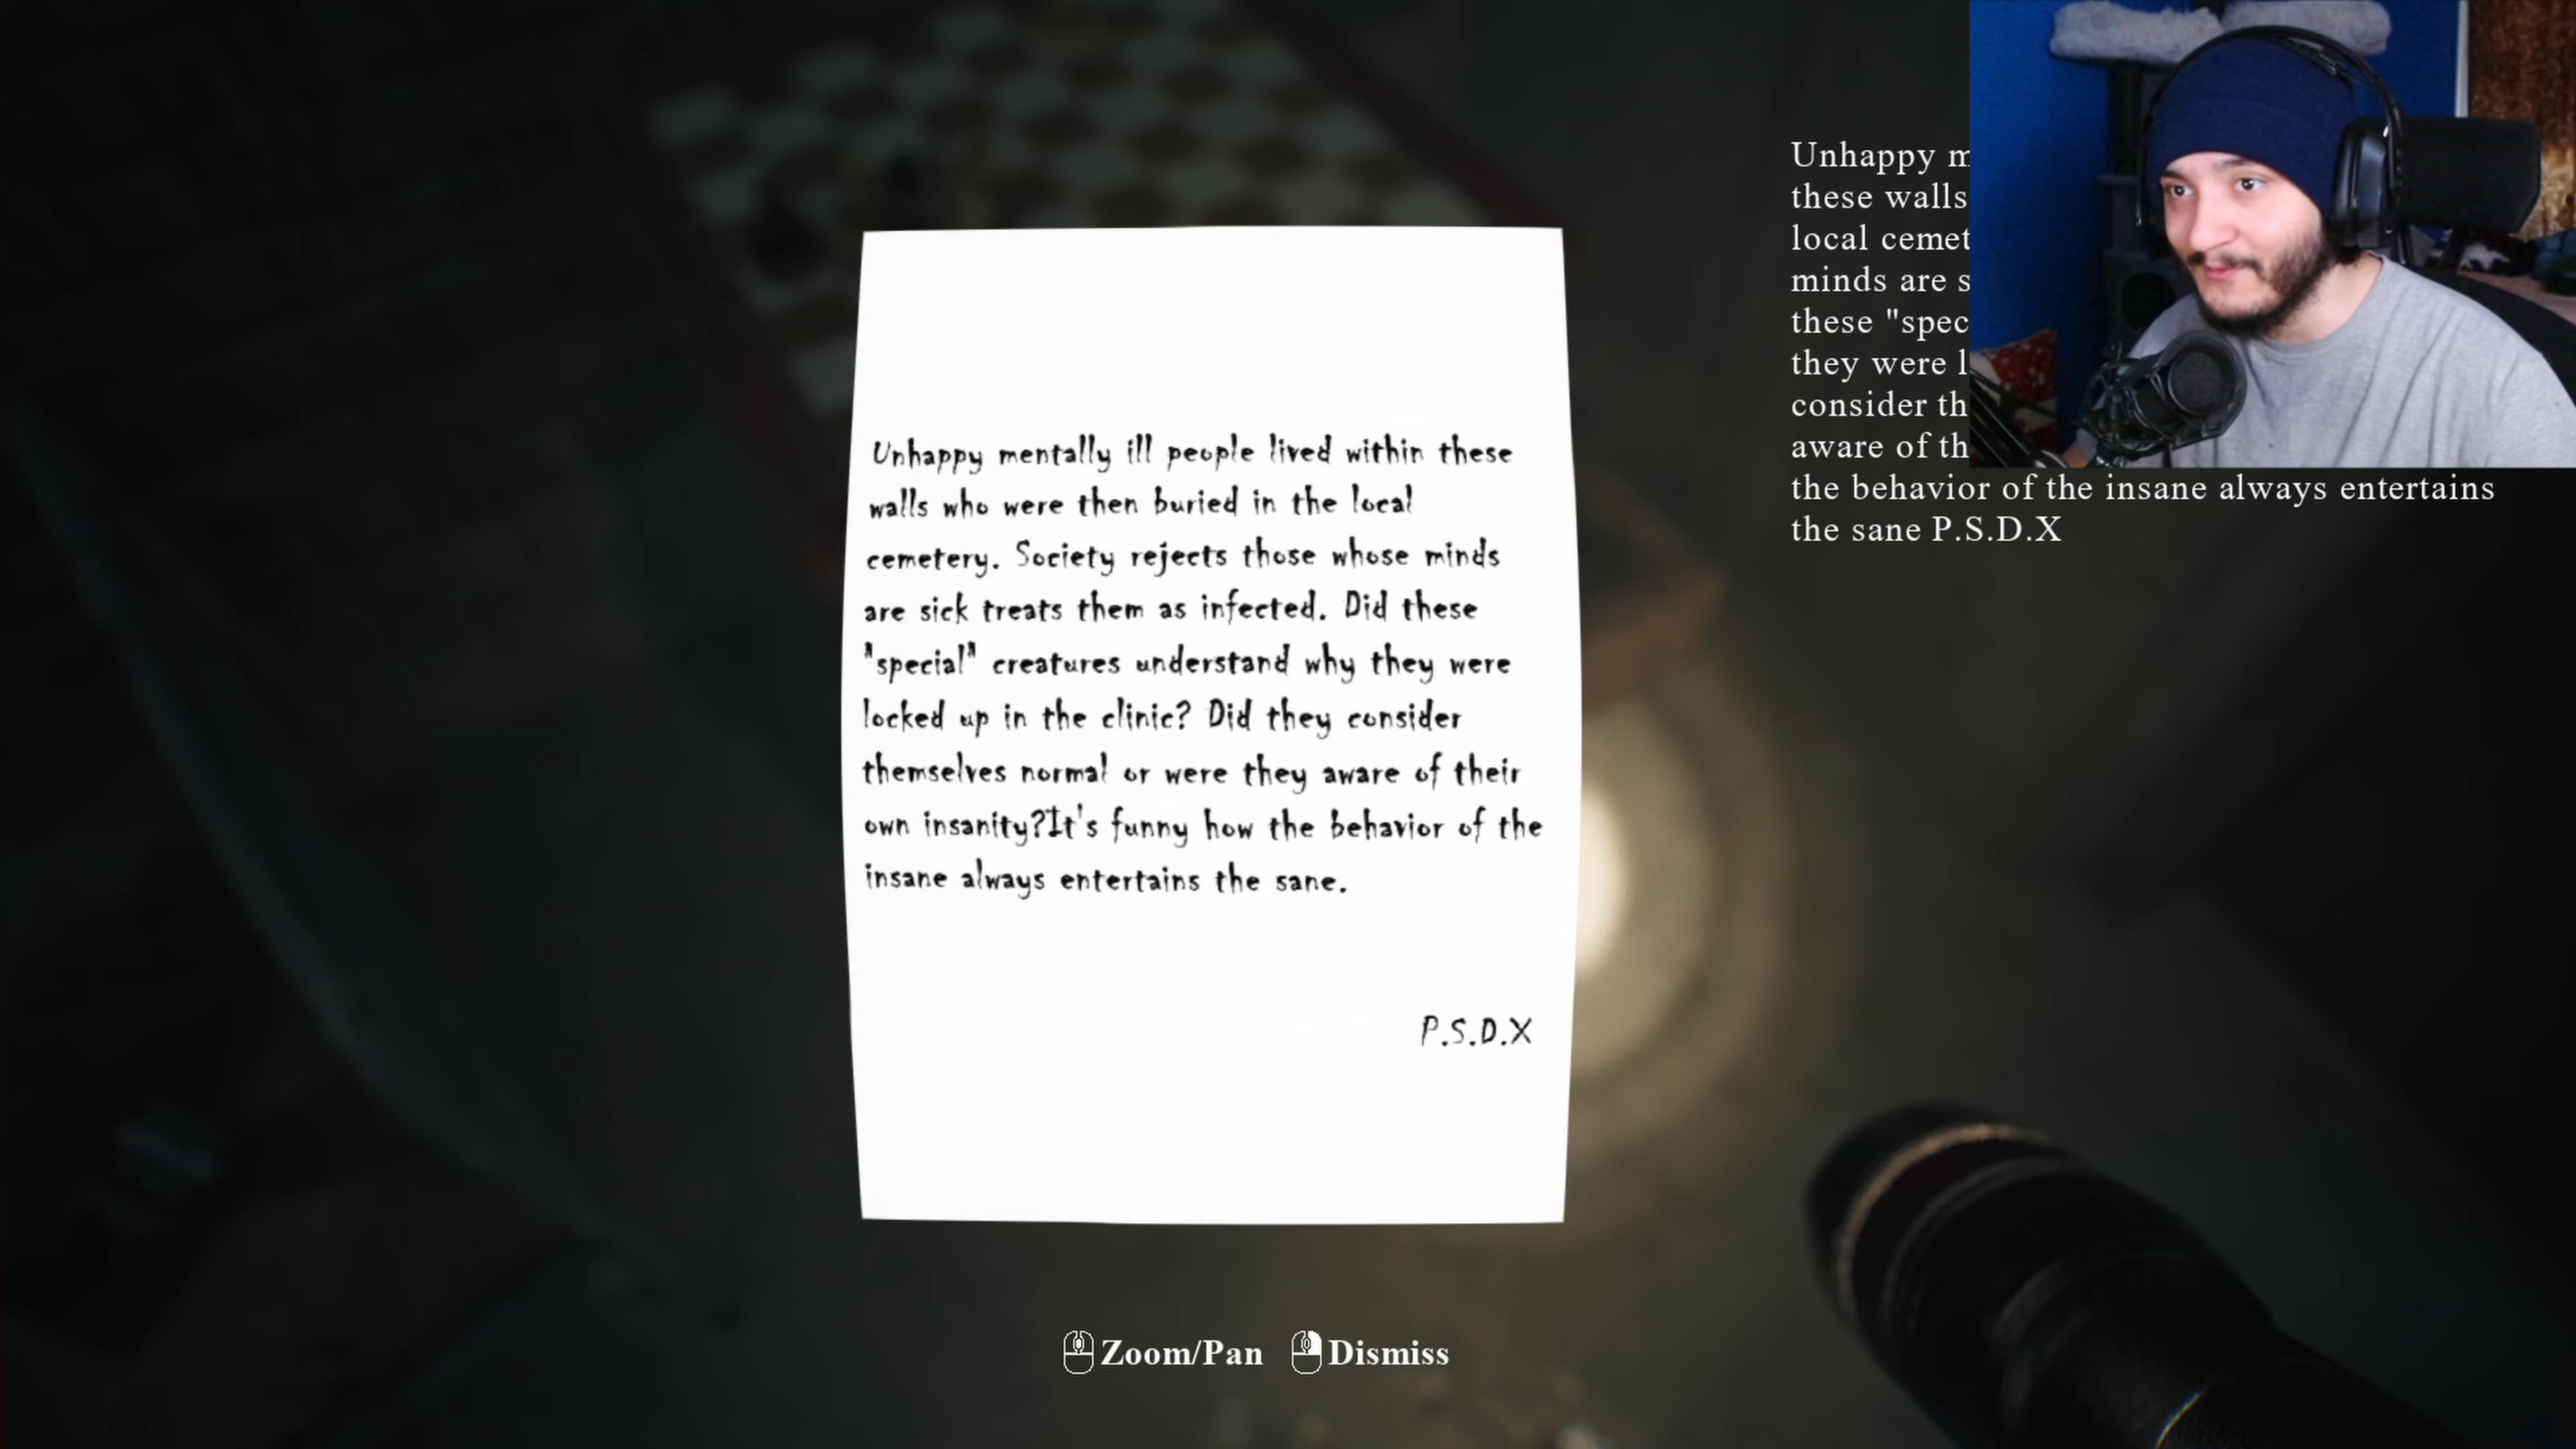 Unhappy mentally ill people lived within these
walls who were then buried in the local
cemetery. Society rejects those whose minds
are sick treats them as infected. Did these
"special" creatures understand why they were
locked up in the clinic? Did they consider
themselves normal or were they aware of their
own insanity?It's funny how the behavior of the
insane always entertains the sane.
P.S.D.X
Unhappy
these walls
local
minds are
these "spec
they were
consider
aware of
the behavior of the insane always entertains
the sane P.S.D.X
Zoom/Pan Dismiss